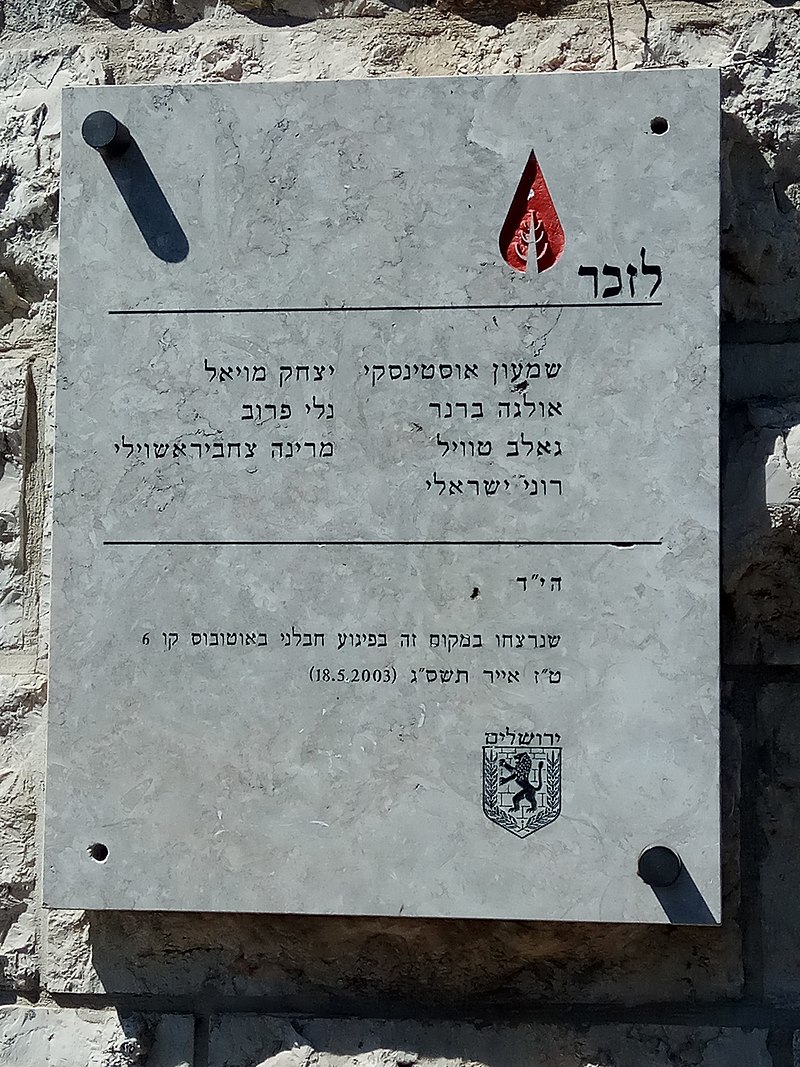 לזכר
שמעון אוסטינסקי יצחק מויאל
אולגה ברנר נלי פרוב
גאלב טוויל מרינה צחביראשוילי
רוני ישראלי
הי"ד
שנרצחו במקום זה בפיגוע חבלני באוטובוס קו 6
ט"ז אייר תשס"ג (18.5.2003)
ירושלים